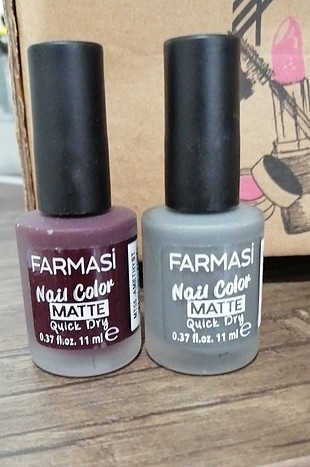 FARMASİ
Nail Color
MATTE
Quick Dry
0.37 fl.oz. 11 ml e
FARMASİ
Nail Color
MATTE
Quick Dry
0.37 fl.oz. 11 ml e